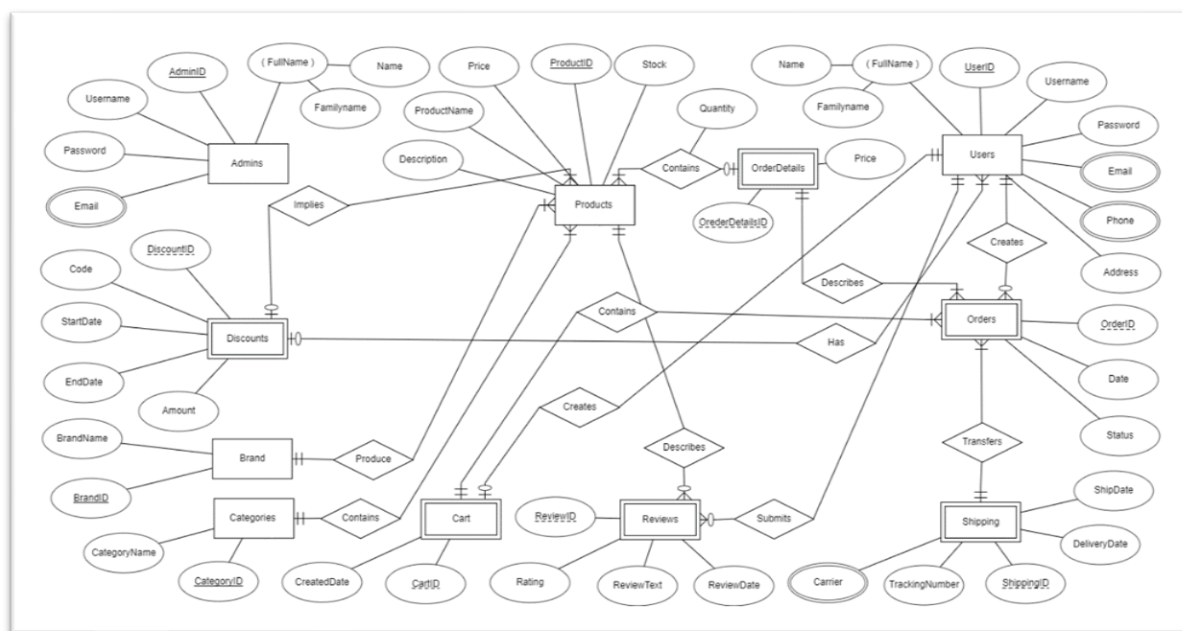 AdminID
( FullName )
Name
Username
Familyname
Password
Admins
Email
Price
ProductID
Stock
ProductName
Description
Products
Quantity
Contains
OrderDetails
Price
OrederDetailsID
Name
( FullName )
UserID
Username
Familyname
Password
Users
Email
Phone
Address
Creates
Implies
DiscountID
Code
StartDate
Discounts
EndDate
Amount
Contains
Describes
Has
Orders
OrderID
Date
Status
BrandName
Brand
BrandID
Produce
Creates
Describes
Transfers
Categories
Contains
CategoryName
CategoryID
Cart
CreatedDate
CartID
ReviewID
Reviews
Submits
Rating
ReviewText
ReviewDate
Shipping
ShipDate
DeliveryDate
Carrier
TrackingNumber
ShippingID